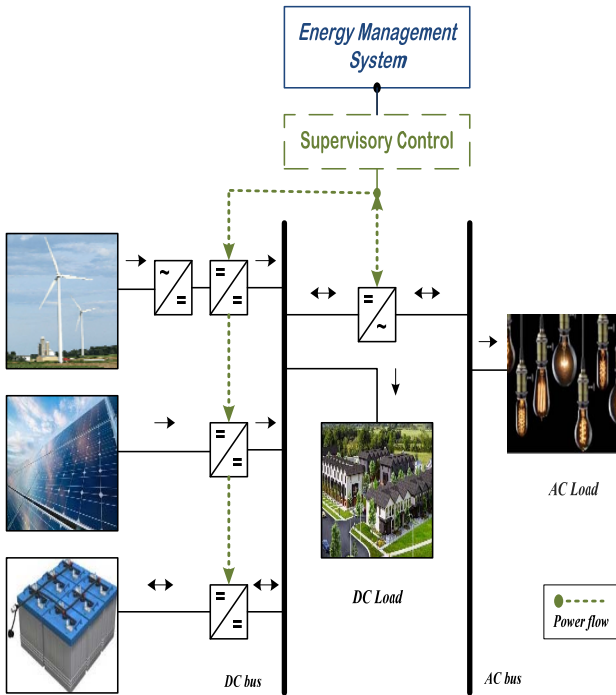 Energy Management
System
Supervisory Control
~
=
=
=
=
~
=
=
AC Load
DC Load
=
=
Power flow
DC bus
AC bus